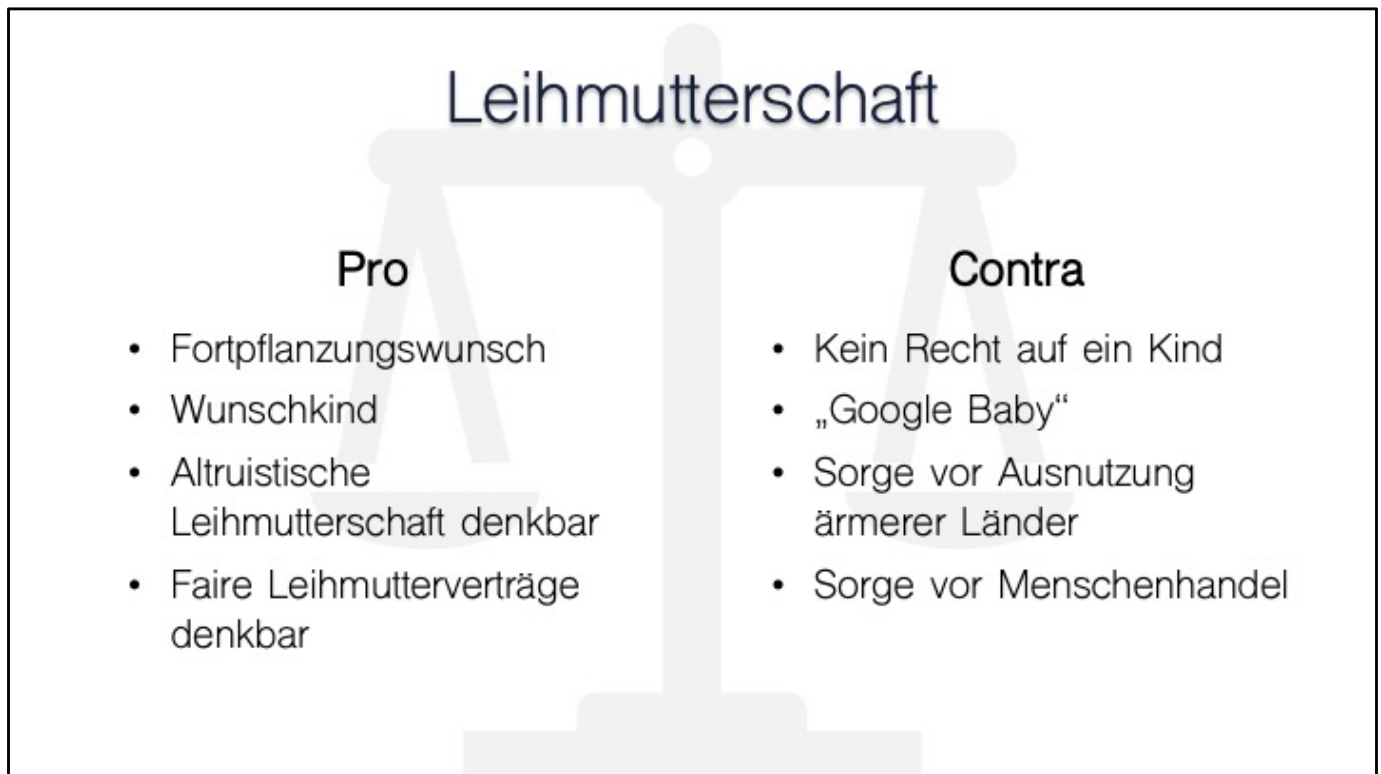 Leihmutterschaft
Pro
• Fortpflanzungswunsch
• Wunschkind
• Altruistische
Leihmutterschaft denkbar
• Faire Leihmutterverträge
denkbar
Contra
• Kein Recht auf ein Kind
• „Google Baby“
• Sorge vor Ausnutzung
ärmerer Länder
• Sorge vor Menschenhandel